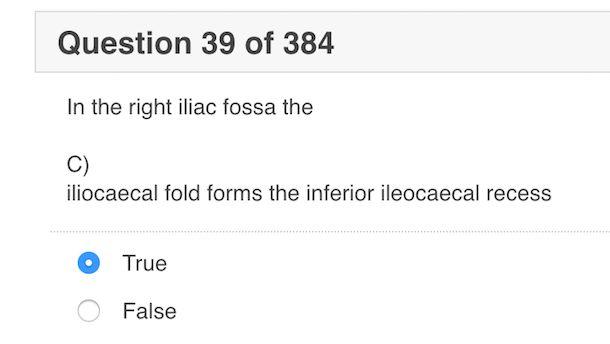 Question 39 of 384
In the right iliac fossa the
C)
iliocaecal fold forms the inferior ileocaecal recess
True
False